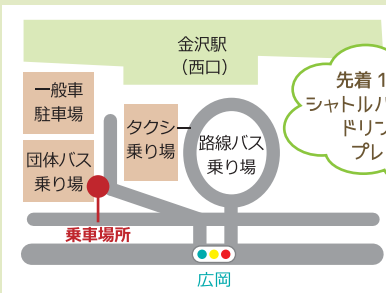 金沢駅
（西口）
一般車
駐車場
タクシー
乗り場
路線バス
乗り場
団体バス
乗り場
乗車場所
広岡
先着1
シャトルバ
ドリ
プレ